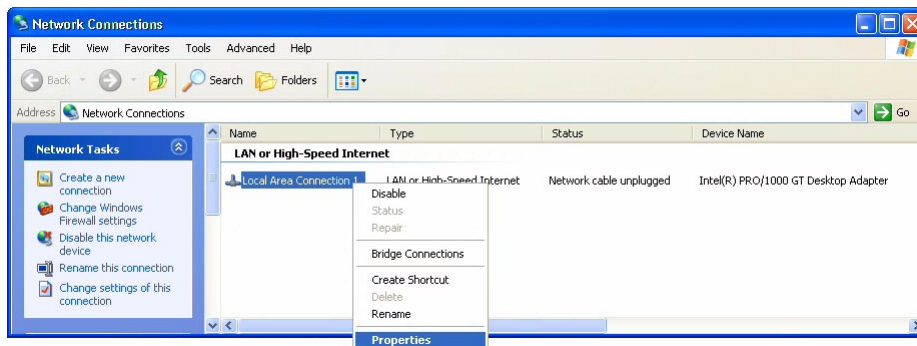 Network Connections
File Edit View Favorites Tools Advanced Help
Back Search Folders
Address Network Connections Go
Name Type Status Device Name
Network Tasks
LAN or High-Speed Internet
Local Area Connection 1 LAN or High-Speed Internet Network cable unplugged Intel(R) PRO/1000 GT Desktop Adapter
Create a new
connection
Change Windows
Firewall settings
Disable this network
device
Rename this connection
Change settings of this
connection
Disable
Status
Repair
Bridge Connections
Create Shortcut
Delete
Rename
Properties